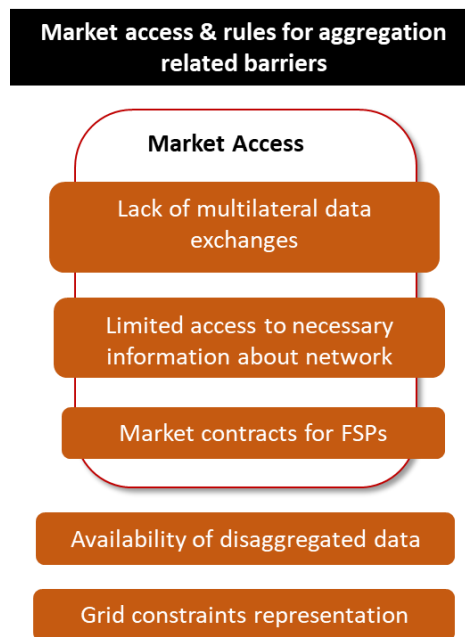 Market access & rules for aggregation
related barriers
Market Access
Lack of multilateral data
exchanges
Limited access to necessary
information about network
Market contracts for FSPs
Availability of disaggregated data
Grid constraints representation